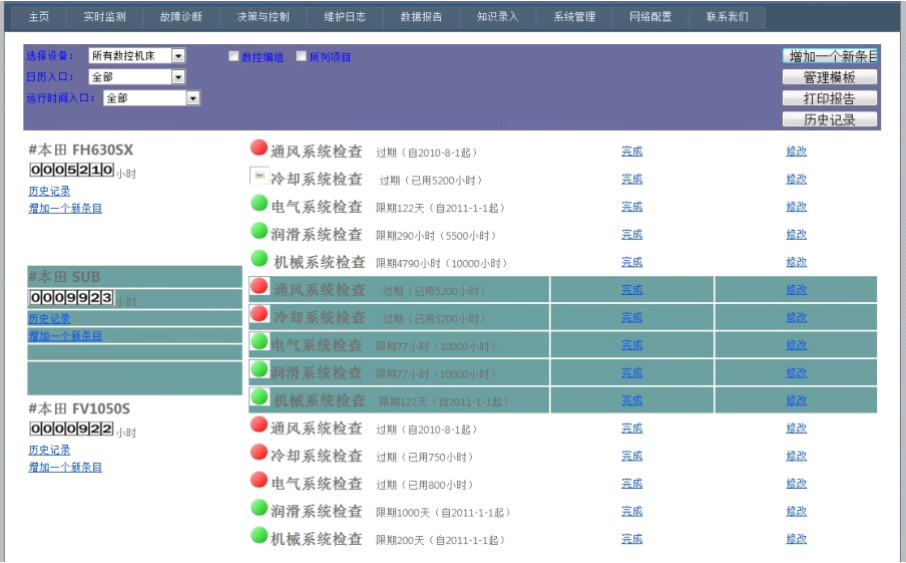 主页 实时监测 故障诊断 决策与控制 维护日志 数据报告 知识录入 系统管理 网络配置 联系我们
选择设备： 所有数控机床 数控编组 所列项目 增加一个新条目
日历入口： 全部 管理模板
运行时间入口： 全部 打印报告
历史记录
#本田 FH630SX 通风系统检查 过期（自2010-8-1起） 完成 修改
0005210小时 冷却系统检查 过期（已用5200小时） 完成 修改
历史记录
增加一个新条目 电气系统检查 限期122天（自2011-1-1起） 完成 修改
润滑系统检查 限期290小时（5500小时） 完成 修改
机械系统检查 限期4790小时（10000小时） 完成 修改
#本田 SUB 通风系统检查 过期（已用5200小时） 完成 修改
0009923小时
历史记录 冷却系统检查 过期（已用5200小时） 完成 修改
增加一个新条目 电气系统检查 限期77小时（10000小时） 完成 修改
润滑系统检查 限期77小时（10000小时） 完成 修改
机械系统检查 限期122天（自2011-1-1起） 完成 修改
#本田 FV1050S
0000922小时 通风系统检查 过期（自2010-8-1起） 完成 修改
历史记录 冷却系统检查 过期（已用750小时） 完成 修改
增加一个新条目
电气系统检查 过期（已用800小时） 完成 修改
润滑系统检查 限期1000天（自2011-1-1起） 完成 修改
机械系统检查 限期200天（自2011-1-1起） 完成 修改